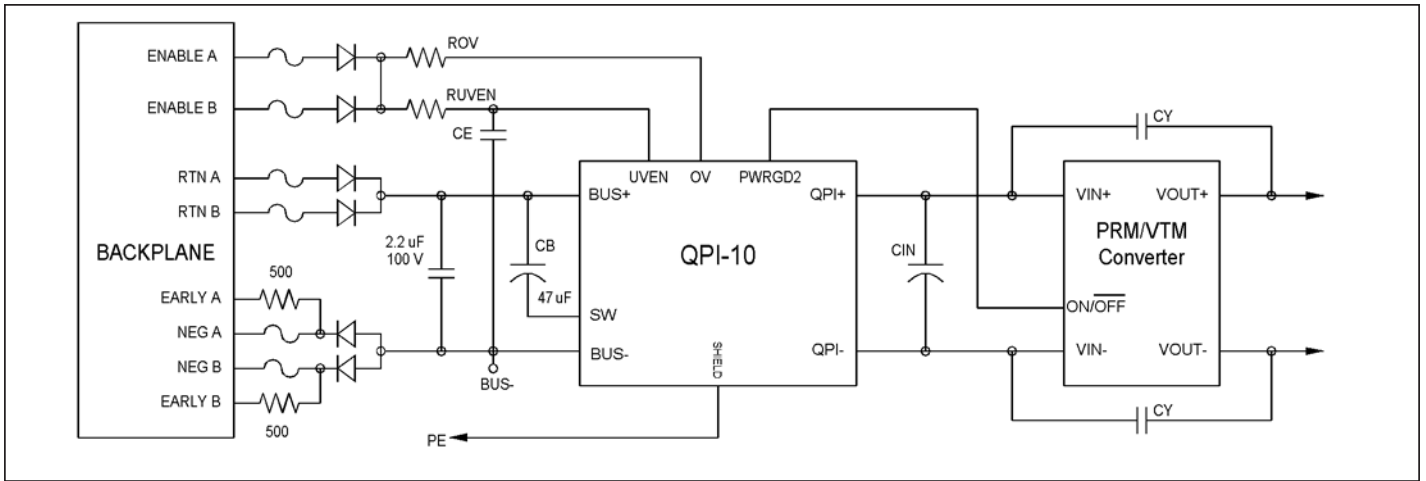 ENABLE A
ROV
ENABLE B
RUVEN
CE
CY
RTN A
UVEN
OV
PWRGD2
RTN B
BUS+
QPI+
VIN+
VOUT+
BACKPLANE
2.2 uF
100 V
CB
QPI-10
CIN
PRM/VTM
Converter
500
EARLY A
47 uF
SW
ON/OFF
NEG A
NEG B
BUS-
SHIELD
QPI-
VIN-
VOUT-
BUS-
EARLY B
500
CY
PE